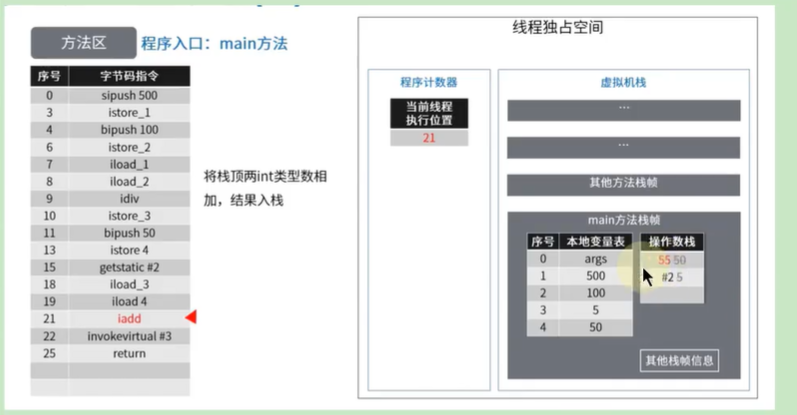 方法区 程序入口：main方法
序号 字节码指令
0 sipush 500
3 istore_1
4 bipush 100
6 istore_2
7 iload_1
8 iload_2
9 idiv
10 istore_3
11 bipush 50
13 istore 4
15 getstatic #2
18 iload_3
19 iload 4
21 iadd
22 invokevirtual #3
25 return
将栈顶两int类型数相
加，结果入栈
线程独占空间
程序计数器
当前线程
执行位置
21
虚拟机栈
...
...
其他方法栈帧
main方法栈帧
序号 本地变量表 操作数栈
0 args 55 50
1 500 #2 5
2 100
3 5
4 50
其他栈帧信息